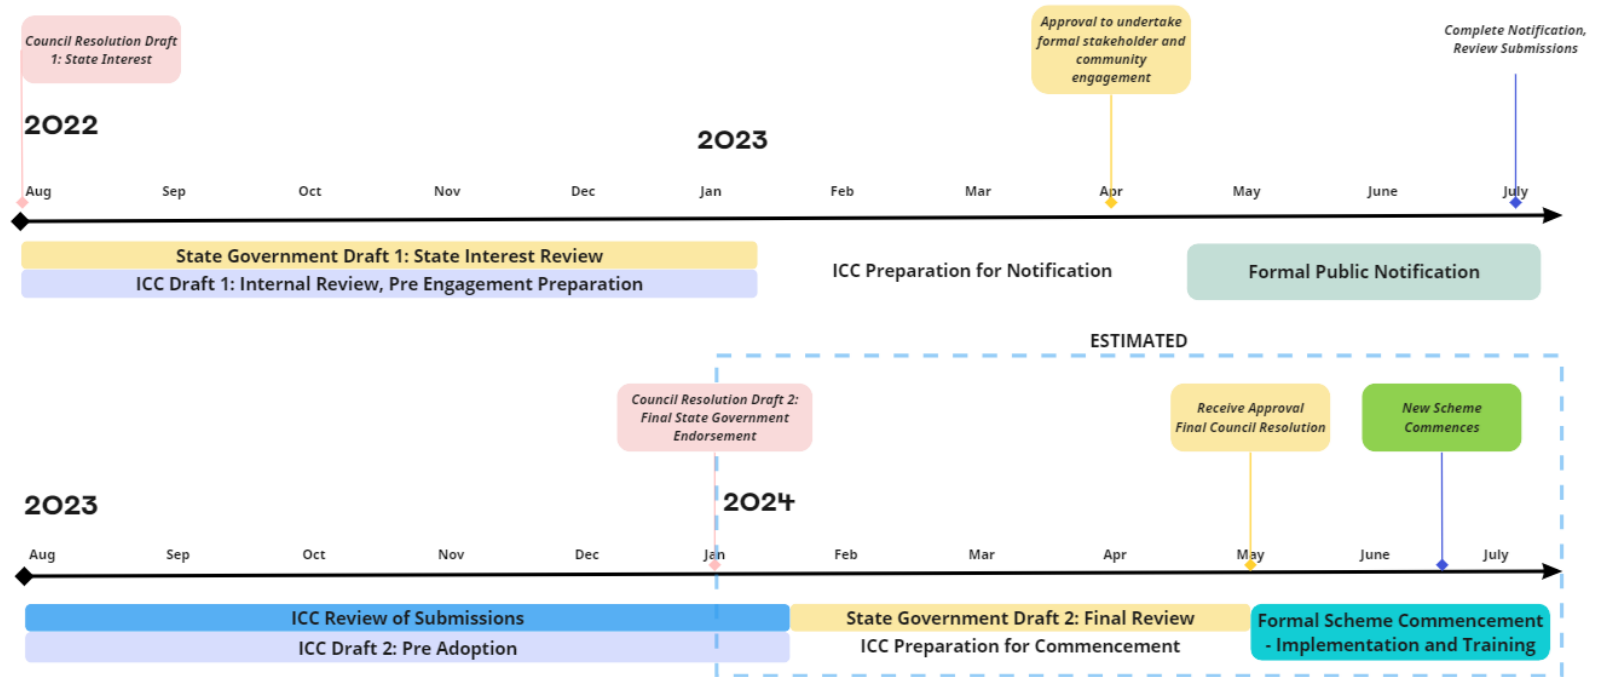 Council Resolution Draft
1: State Interest
Approval to undertake
formal stakeholder and
community
engagement
Complete Notification,
Review Submissions
2022
2023
Aug
Sep
Oct
Nov
Dec
Jan
Feb
Mar
Apr
May
June
July
State Government Draft 1: State Interest Review
ICC Draft 1: Internal Review, Pre Engagement Preparation
ICC Preparation for Notification
Formal Public Notification
ESTIMATED
Council Resolution Draft 2:
Final State Government
Endorsement
Receive Approval
Final Council Resolution
New Scheme
Commences
2023
2024
Aug
Sep
Oct
Nov
Dec
Jan
Feb
Mar
Apr
May
June
July
ICC Review of Submissions
ICC Draft 2: Pre Adoption
State Government Draft 2: Final Review
ICC Preparation for Commencement
Formal Scheme Commencement
- Implementation and Training